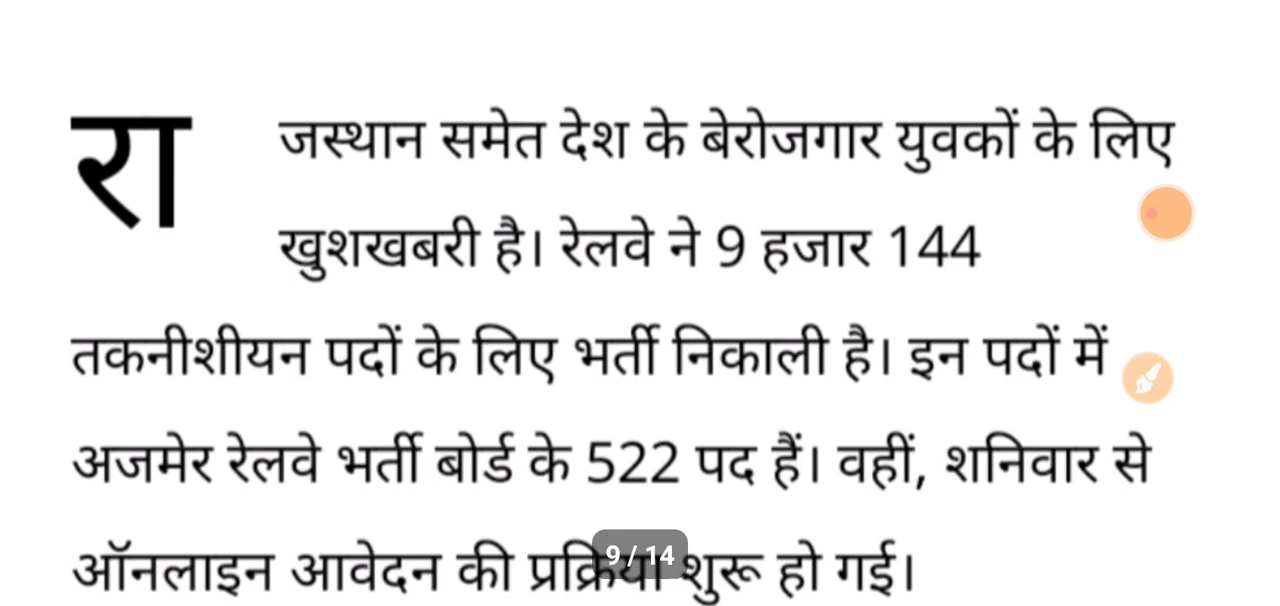 राजस्थान समेत देश के बेरोजगार युवकों के लिए
खुशखबरी है। रेलवे ने 9 हजार 144
तकनीशीयन पदों के लिए भर्ती निकाली है। इन पदों में
अजमेर रेलवे भर्ती बोर्ड के 522 पद हैं। वहीं, शनिवार से
ऑनलाइन आवेदन की प्रक्रिया शुरू हो गई।
9 / 14